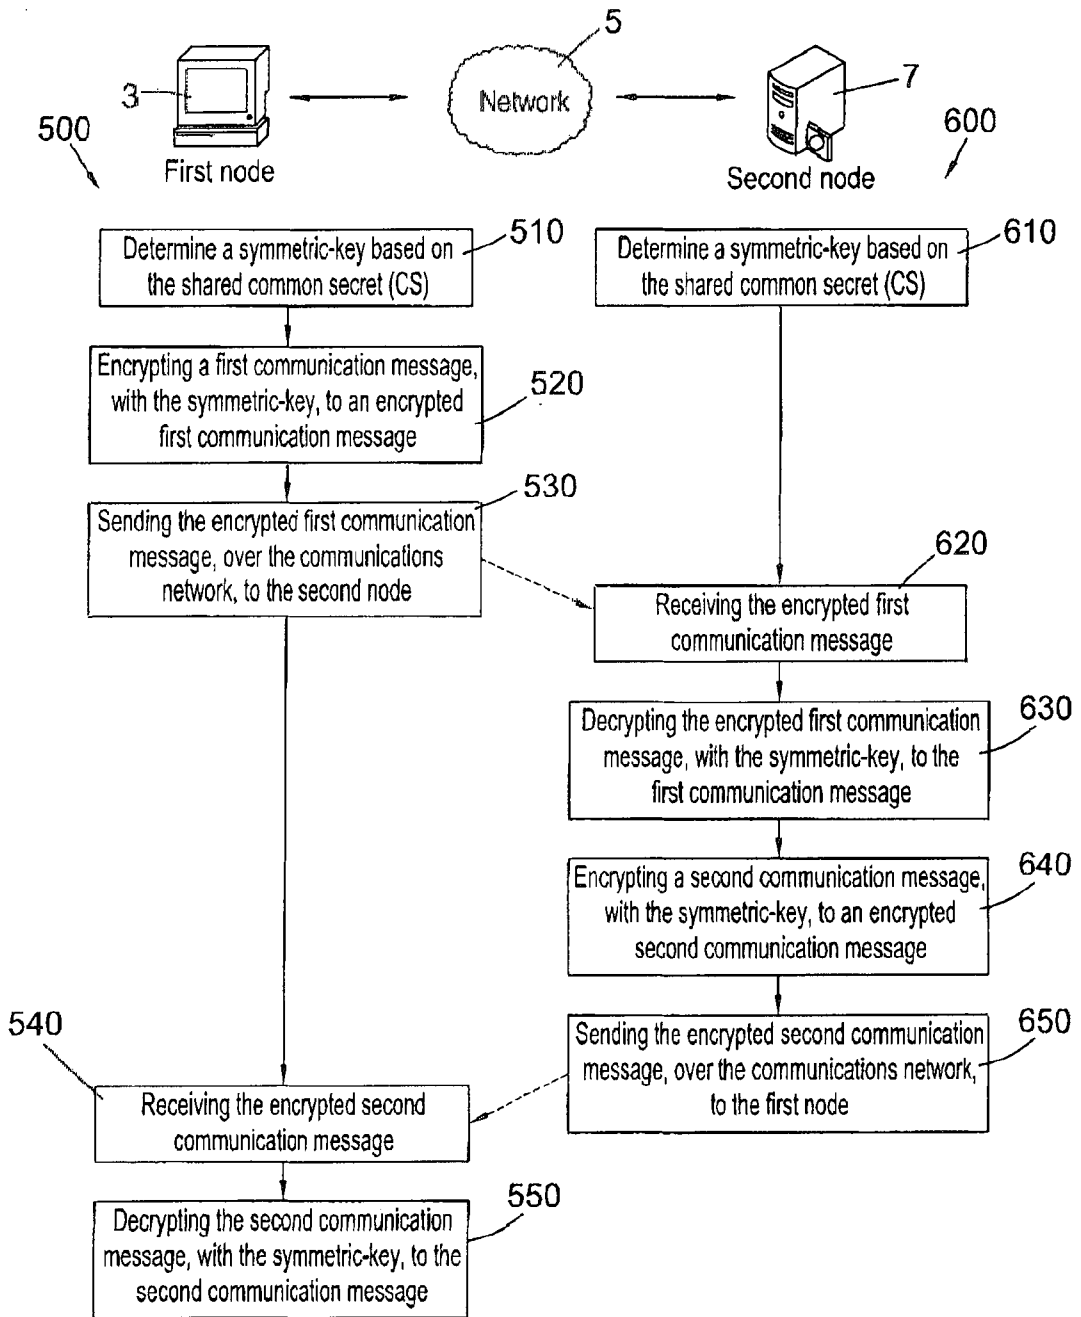 5
3
Network
7
500
600
First node
Second node
Determine a symmetric-key based on
the shared common secret (CS)
510
Determine a symmetric-key based on
the shared common secret (CS)
610
Encrypting a first communication message,
with the symmetric-key, to an encrypted
first communication message
520
Sending the encrypted first communication
message, over the communications
network, to the second node
530
620
Receiving the encrypted first
communication message
Decrypting the encrypted first communication
message, with the symmetric-key, to the
first communication message
630
Encrypting a second communication message,
with the symmetric-key, to an encrypted
second communication message
640
Sending the encrypted second communication
message, over the communications network,
to the first node
650
540
Receiving the encrypted second
communication message
Decrypting the second communication
message, with the symmetric-key, to the
second communication message
550